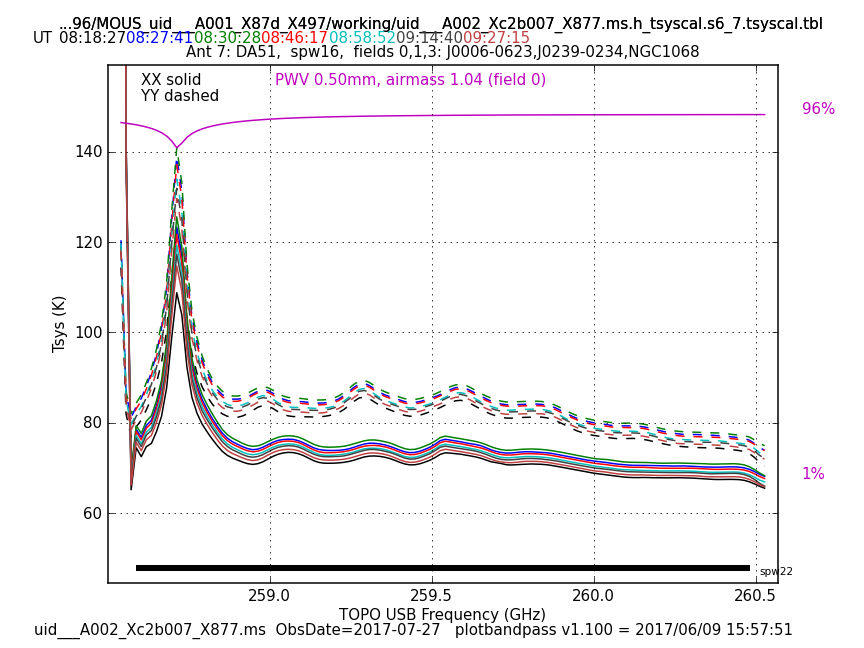 ...96/MOUS_uid___A001_X87d_X497/working/uid___A002_Xc2b007_X877.ms.h_tsyscal.s6_7.tsyscal.tbl
UT 08:18:27 08:27:41 08:30:28 08:46:17 08:58:52 09:14:40 09:27:15
Ant 7: DA51,  spw16,  fields 0,1,3: J0006-0623,J0239-0234,NGC1068
XX solid
PWV 0.50mm, airmass 1.04 (field 0)
YY dashed
96%
140
120
100
80
60
Tsys (K)
1%
spw22
259.0 259.5 260.0 260.5
TOPO USB Frequency (GHz)
uid___A002_Xc2b007_X877.ms  ObsDate=2017-07-27   plotbandpass v1.100 = 2017/06/09 15:57:51